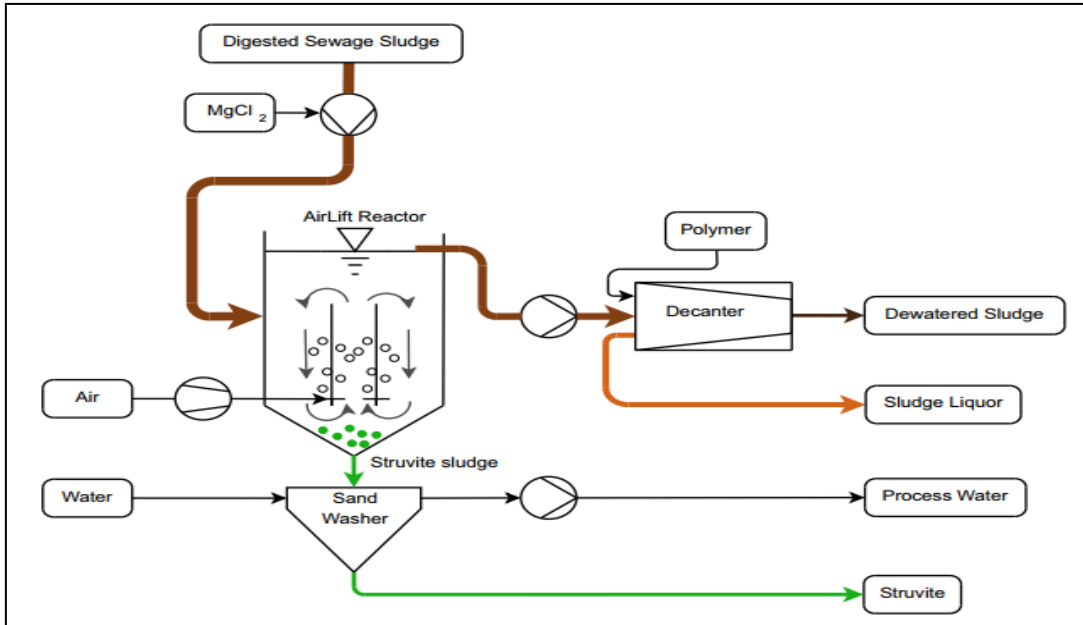 Digested Sewage Sludge
MgCl 2
AirLift Reactor
Polymer
Decanter
Dewatered Sludge
Air
Sludge Liquor
Struvite sludge
Water
Sand
Washer
Process Water
Struvite